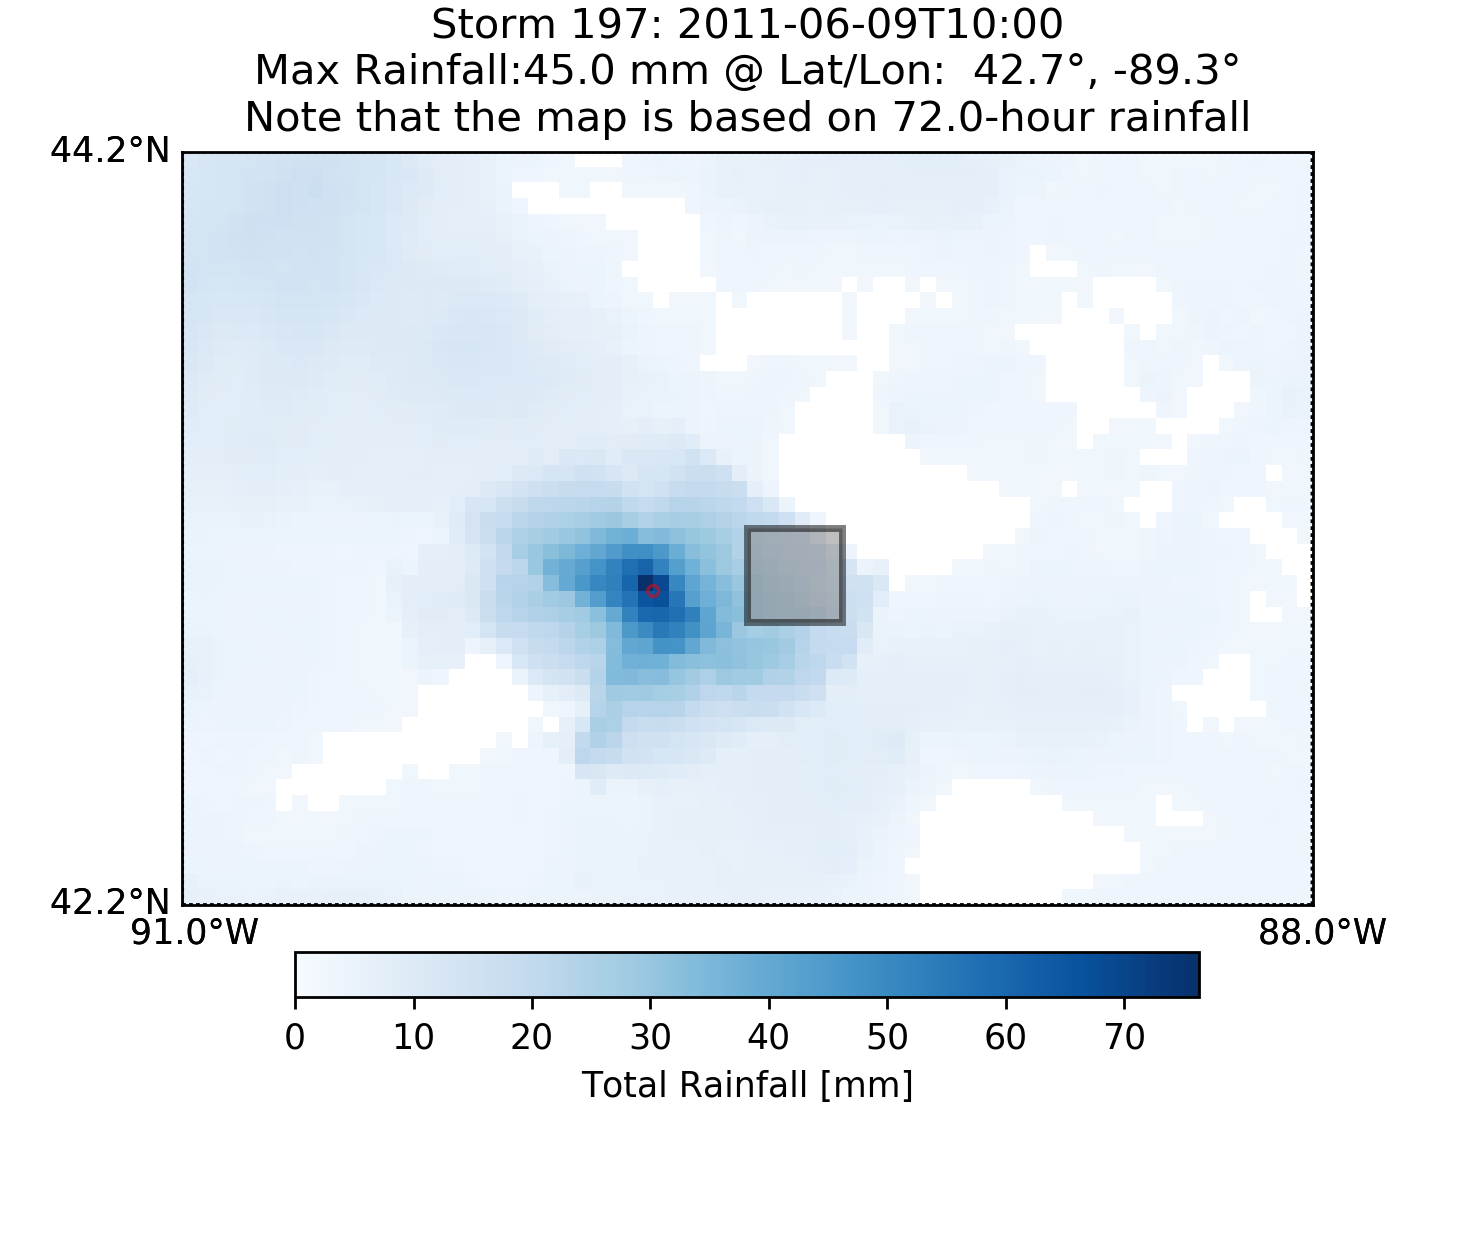 Storm 197: 2011-06-09T10:00
Max Rainfall:45.0 mm @ Lat/Lon:  42.7°, -89.3°
Note that the map is based on 72.0-hour rainfall
44.2°N
42.2°N
91.0°W 88.0°W
0 10 20 30 40 50 60 70
Total Rainfall [mm]